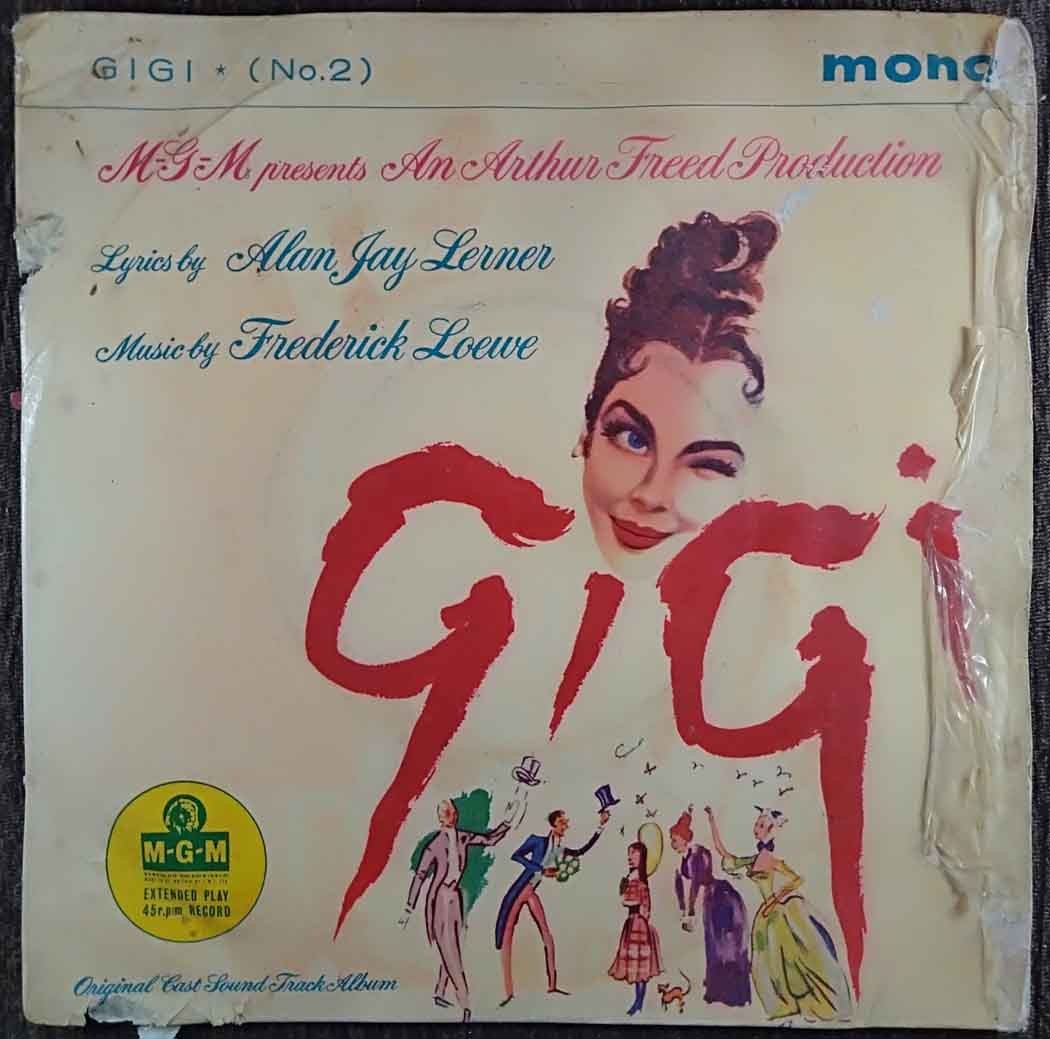 GIGI * (No.2)
mono
M-G-M presents An Arthur Freed Production
Lyrics by Alan Jay Lerner
Music by Frederick Loewe
GiGi
M-G-M
EXTENDED PLAY
45 r.p.m RECORD
Original Cast Sound Track Album